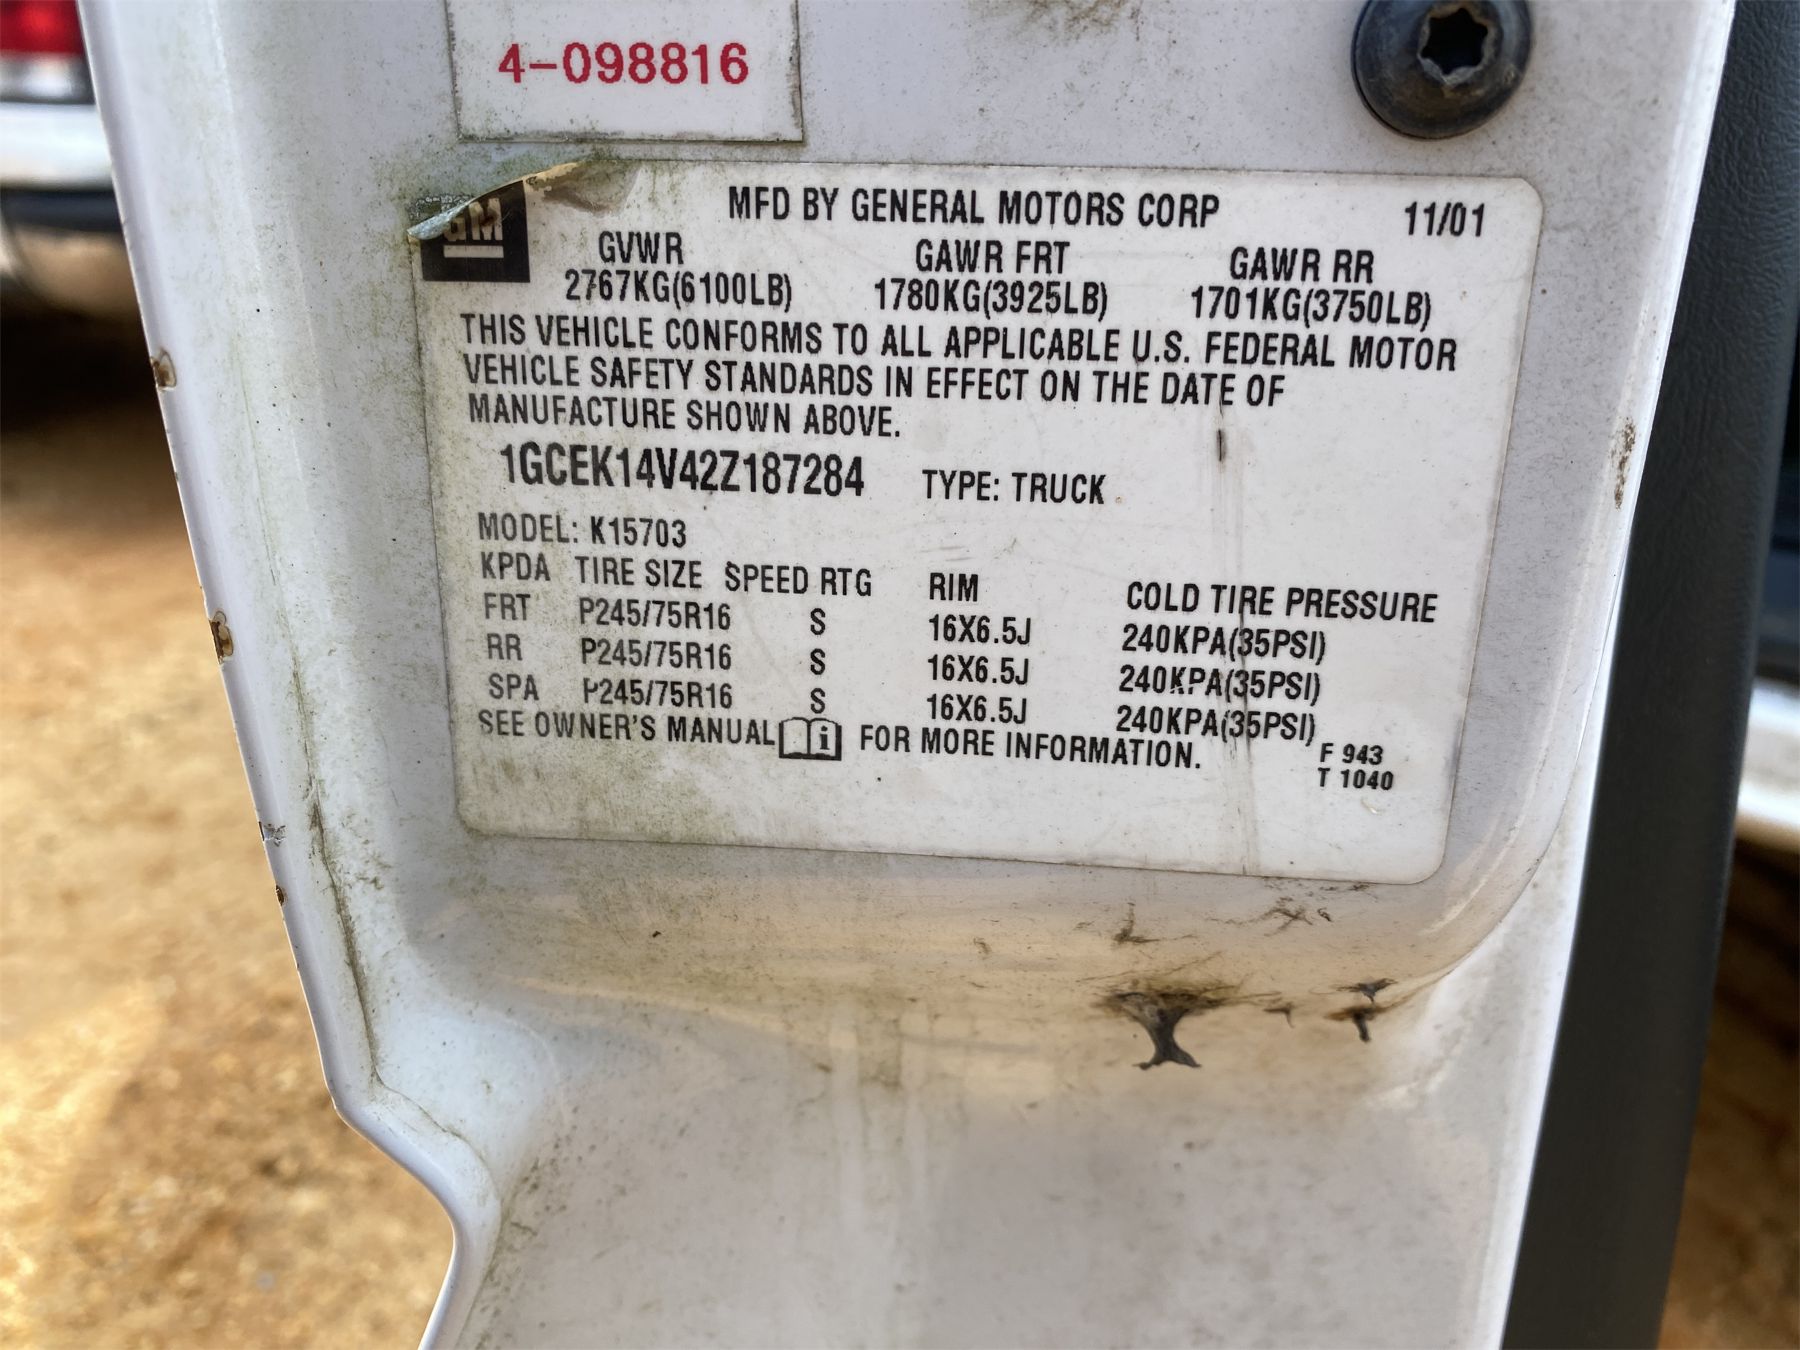 4-098816
GM
MFD BY GENERAL MOTORS CORP 11/01
GVWR GAWR FRT GAWR RR
2767KG(6100LB) 1780KG(3925LB) 1701KG(3750LB)
THIS VEHICLE CONFORMS TO ALL APPLICABLE U.S. FEDERAL MOTOR
VEHICLE SAFETY STANDARDS IN EFFECT ON THE DATE OF
MANUFACTURE SHOWN ABOVE.
1GCEK14V42Z187284 TYPE: TRUCK
MODEL: K15703
KPDA TIRE SIZE SPEED RTG RIM COLD TIRE PRESSURE
FRT P245/75R16 S 16X6.5J 240KPA(35PSI)
RR P245/75R16 S 16X6.5J 240KPA(35PSI)
SPA P245/75R16 S 16X6.5J 240KPA(35PSI)
SEE OWNER'S MANUAL i FOR MORE INFORMATION.
F 943
T 1040